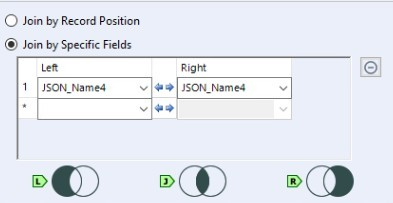 Join by Record Position
Join by Specific Fields
Left Right
1 JSON_Name4 JSON_Name4
*
L J R